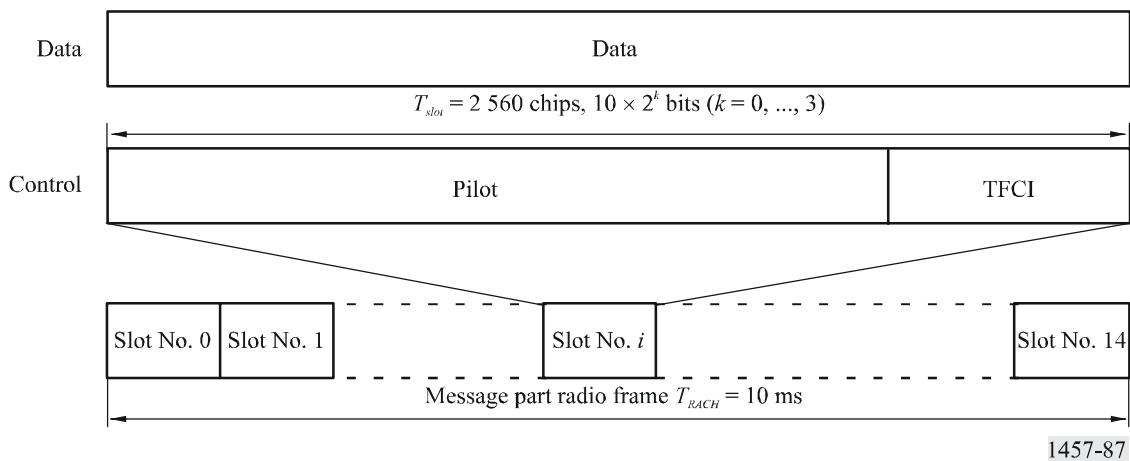 Data Data
T_slot = 2 560 chips, 10 × 2^k bits (k = 0, ..., 3)
Control Pilot TFCI
Slot No. 0 Slot No. 1 Slot No. i Slot No. 14
Message part radio frame T_RACH = 10 ms
1457-87